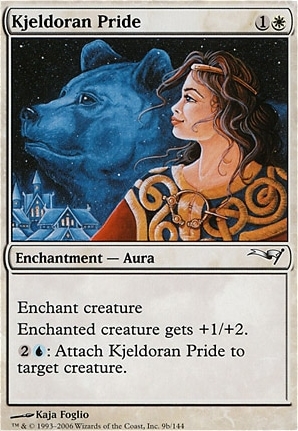 Kjeldoran Pride 1
Enchantment — Aura
Enchant creature
Enchanted creature gets +1/+2.
2: Attach Kjeldoran Pride to
target creature.
Kaja Foglio
™ & © 1993–2006 Wizards of the Coast, Inc. 9b/144